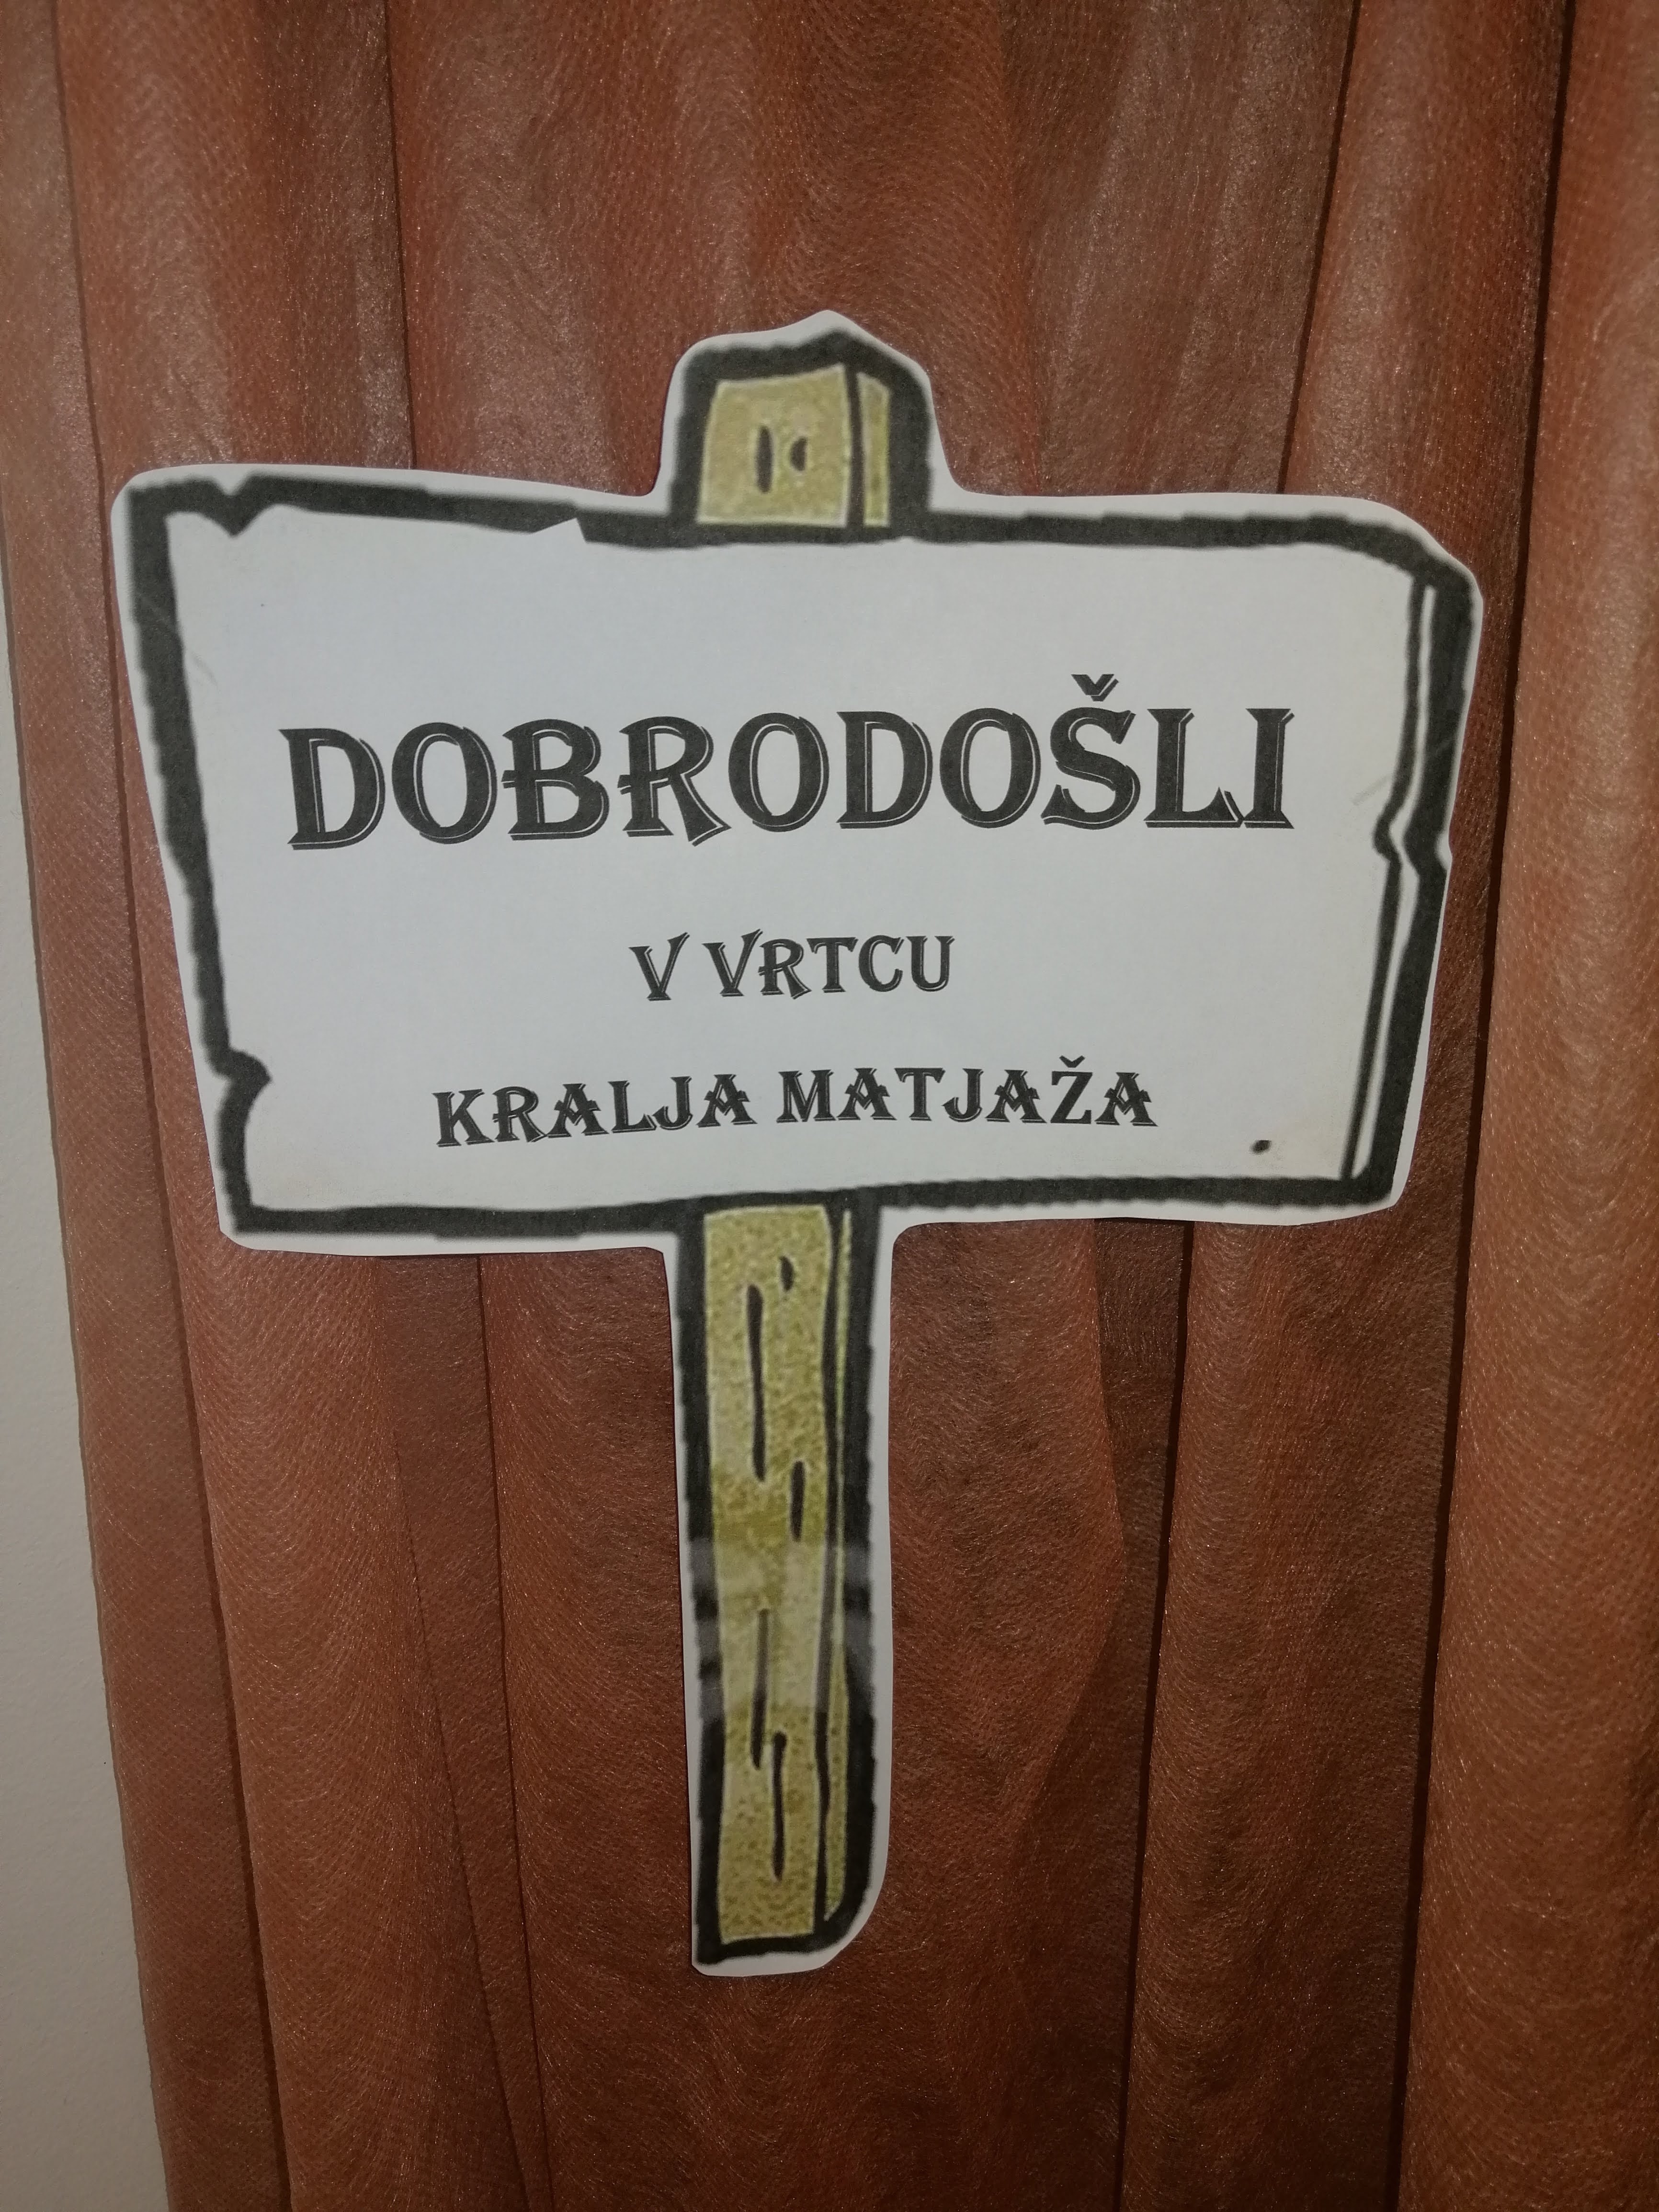 DOBRODOŠLI
V VRTCU
KRALJA MATJAŽA